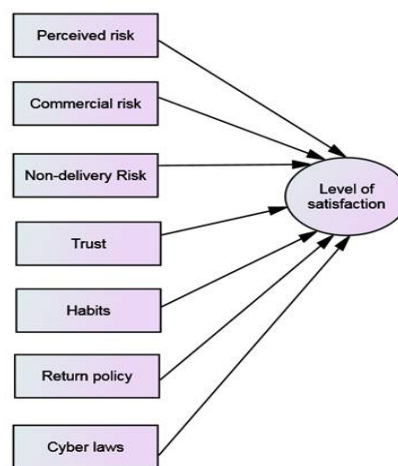 Perceived risk
Commercial risk
Non-delivery Risk
Trust
Habits
Return policy
Cyber laws
Level of
satisfaction